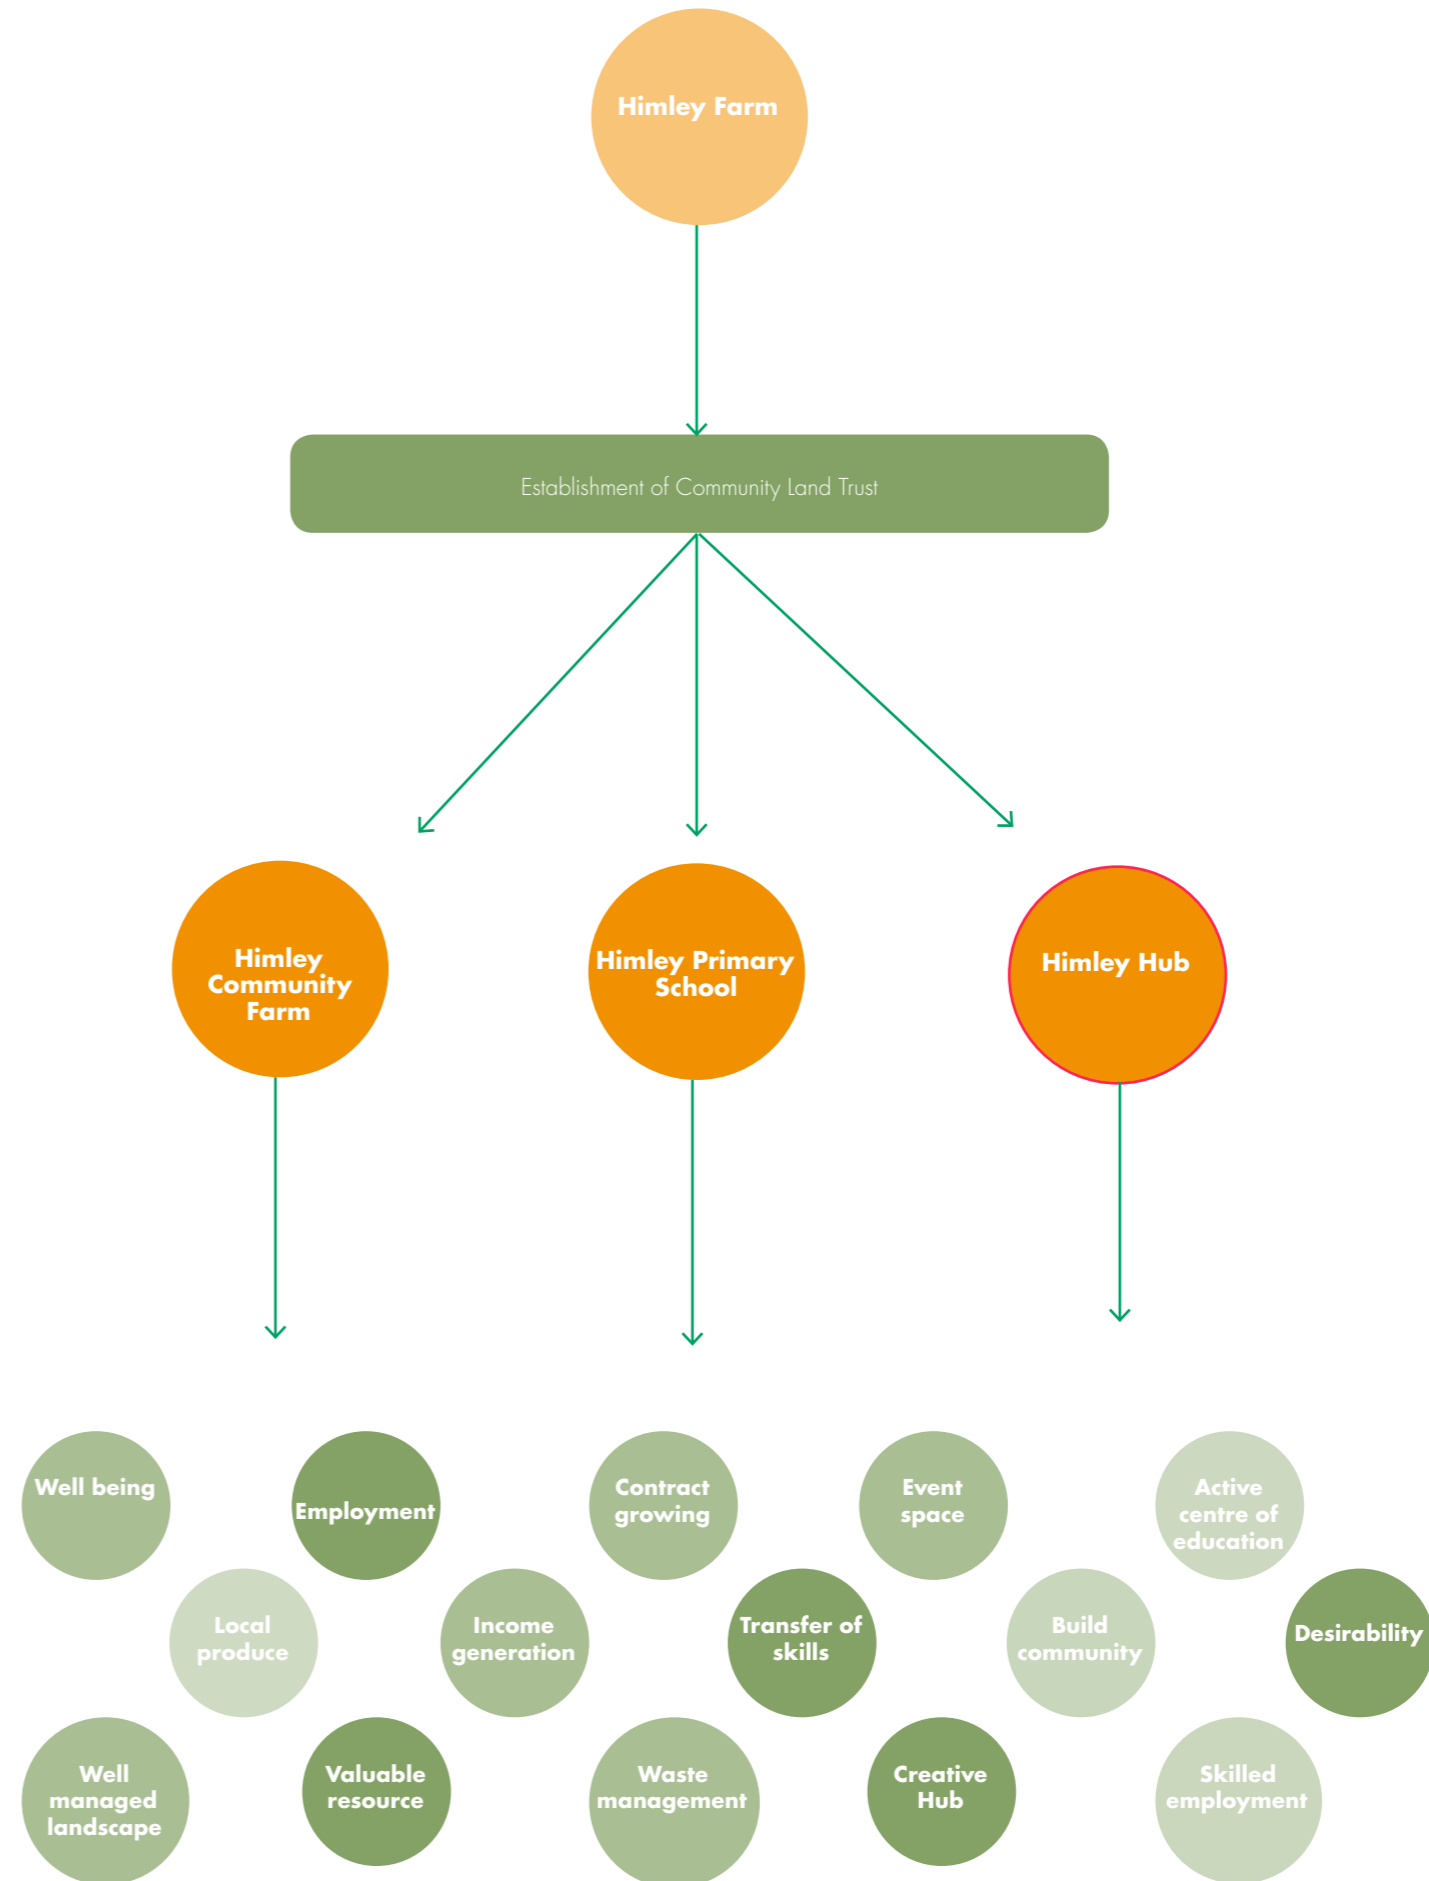 Himley Farm
Establishment of Community Land Trust
Himley
Community
Farm
Himley Primary
School
Himley Hub
Well being
Employment
Contract
growing
Event
space
Active
centre of
education
Local
produce
Income
generation
Transfer of
skills
Build
community
Desirability
Well
managed
landscape
Valuable
resource
Waste
management
Creative
Hub
Skilled
employment